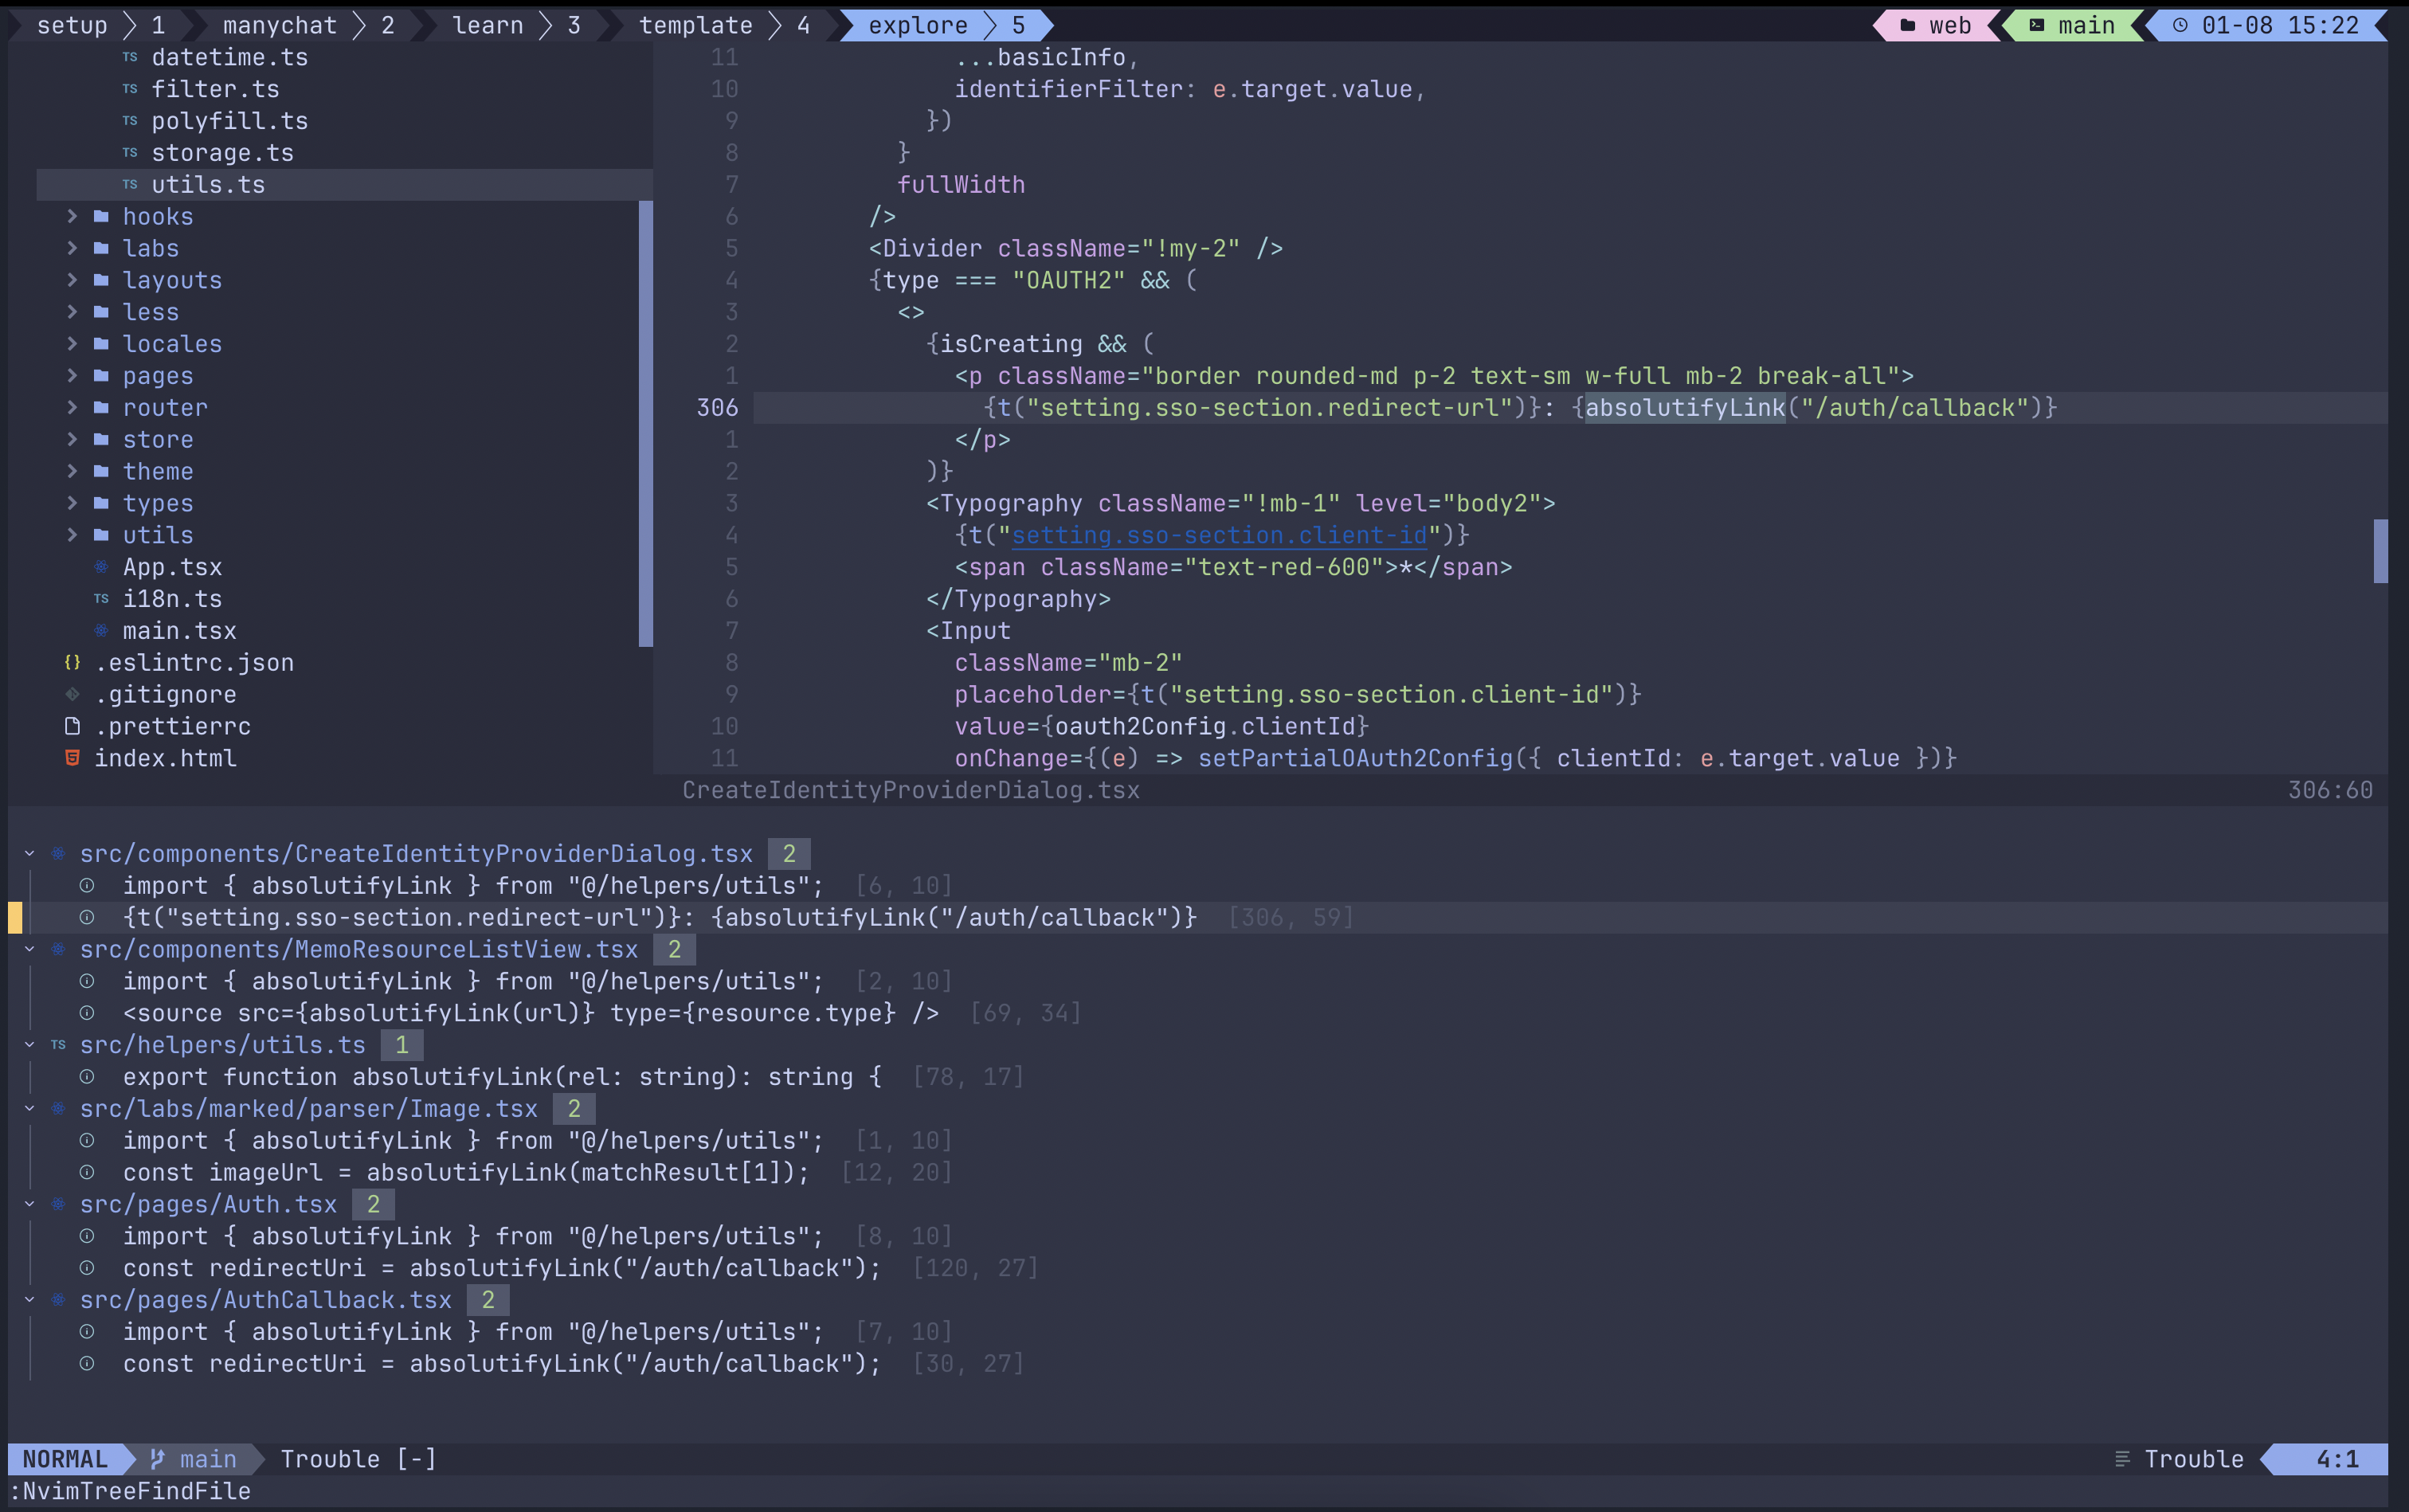 setup 1 manychat 2 learn 3 template 4 explore 5 web main 01-08 15:22
TS datetime.ts
TS filter.ts
TS polyfill.ts
TS storage.ts
TS utils.ts
hooks
labs
layouts
less
locales
pages
router
store
theme
types
utils
App.tsx
TS i18n.ts
main.tsx
{} .eslintrc.json
.gitignore
.prettierrc
index.html
11 ...basicInfo,
10 identifierFilter: e.target.value,
9 })
8 }
7 fullWidth
6 />
5 <Divider className="!my-2" />
4 {type === "OAUTH2" && (
3 <>
2 {isCreating && (
1 <p className="border rounded-md p-2 text-sm w-full mb-2 break-all">
306 {t("setting.sso-section.redirect-url")}: {absolutifyLink("/auth/callback")}
1 </p>
2 )}
3 <Typography className="!mb-1" level="body2">
4 {t("setting.sso-section.client-id")}
5 <span className="text-red-600">*</span>
6 </Typography>
7 <Input
8 className="mb-2"
9 placeholder={t("setting.sso-section.client-id")}
10 value={oauth2Config.clientId}
11 onChange={(e) => setPartialOAuth2Config({ clientId: e.target.value })}
CreateIdentityProviderDialog.tsx 306:60
src/components/CreateIdentityProviderDialog.tsx 2
import { absolutifyLink } from "@/helpers/utils"; [6, 10]
{t("setting.sso-section.redirect-url")}: {absolutifyLink("/auth/callback")} [306, 59]
src/components/MemoResourceListView.tsx 2
import { absolutifyLink } from "@/helpers/utils"; [2, 10]
<source src={absolutifyLink(url)} type={resource.type} /> [69, 34]
TS src/helpers/utils.ts 1
export function absolutifyLink(rel: string): string { [78, 17]
src/labs/marked/parser/Image.tsx 2
import { absolutifyLink } from "@/helpers/utils"; [1, 10]
const imageUrl = absolutifyLink(matchResult[1]); [12, 20]
src/pages/Auth.tsx 2
import { absolutifyLink } from "@/helpers/utils"; [8, 10]
const redirectUri = absolutifyLink("/auth/callback"); [120, 27]
src/pages/AuthCallback.tsx 2
import { absolutifyLink } from "@/helpers/utils"; [7, 10]
const redirectUri = absolutifyLink("/auth/callback"); [30, 27]
NORMAL main Trouble [-] Trouble 4:1
:NvimTreeFindFile